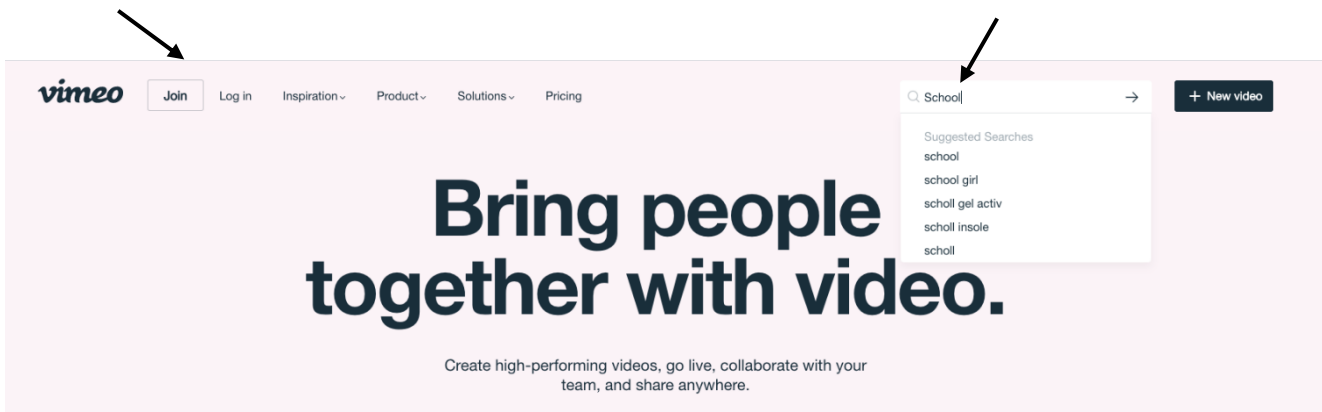 vimeo Join Log in Inspiration Product Solutions Pricing School + New video
Suggested Searches
school
school girl
scholl gel activ
scholl insole
scholl
Bring people
together with video.
Create high-performing videos, go live, collaborate with your
team, and share anywhere.